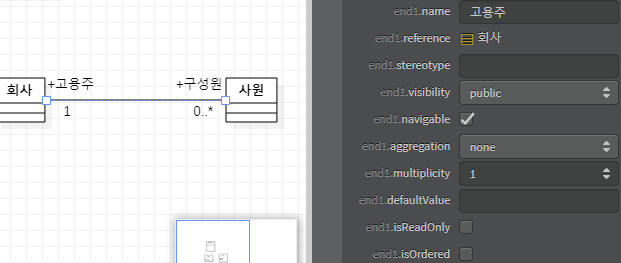 회사
+고용주
+구성원
사원
1
0..*
end1.name 고용주
end1.reference 회사
end1.stereotype
end1.visibility public
end1.navigable
end1.aggregation none
end1.multiplicity 1
end1.defaultValue
end1.isReadOnly
end1.isOrdered